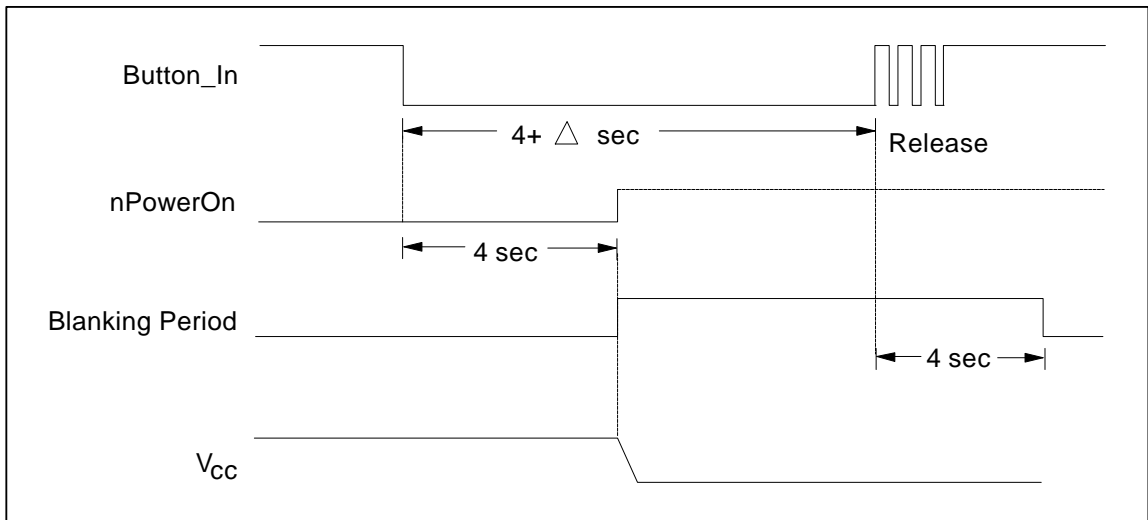 Button_In
4+ △ sec
Release
nPowerOn
4 sec
Blanking Period
4 sec
Vcc